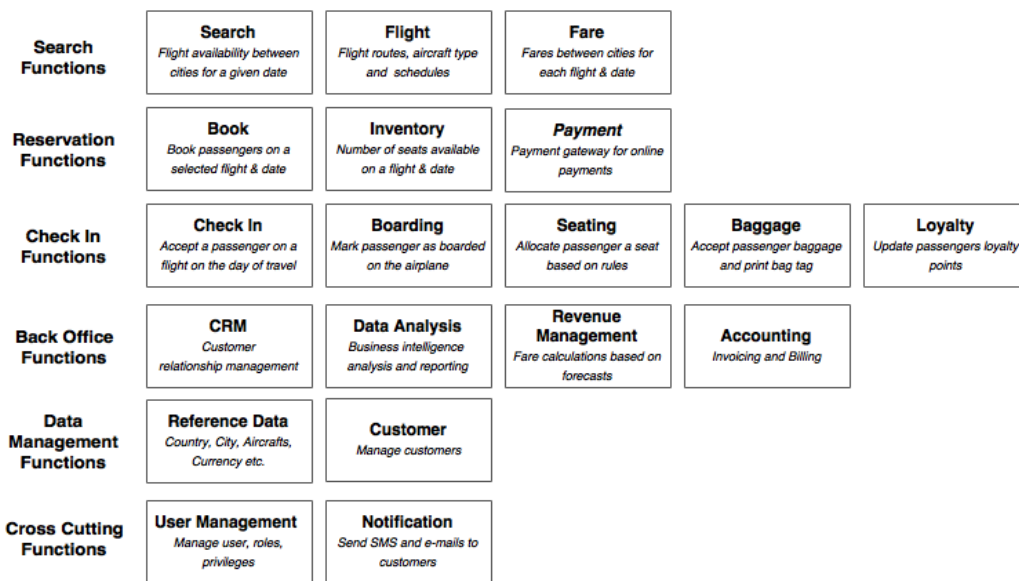 Search
Functions
Search
Flight availability between
cities for a given date
Flight
Flight routes, aircraft type
and schedules
Fare
Fares between cities for
each flight & date
Reservation
Functions
Book
Book passengers on a
selected flight & date
Inventory
Number of seats available
on a flight & date
Payment
Payment gateway for online
payments
Check In
Functions
Check In
Accept a passenger on a
flight on the day of travel
Boarding
Mark passenger as boarded
on the airplane
Seating
Allocate passenger a seat
based on rules
Baggage
Accept passenger baggage
and print bag tag
Loyalty
Update passengers loyalty
points
Back Office
Functions
CRM
Customer
relationship management
Data Analysis
Business intelligence
analysis and reporting
Revenue
Management
Fare calculations based on
forecasts
Accounting
Invoicing and Billing
Data
Management
Functions
Reference Data
Country, City, Aircrafts,
Currency etc.
Customer
Manage customers
Cross Cutting
Functions
User Management
Manage user, roles,
privileges
Notification
Send SMS and e-mails to
customers